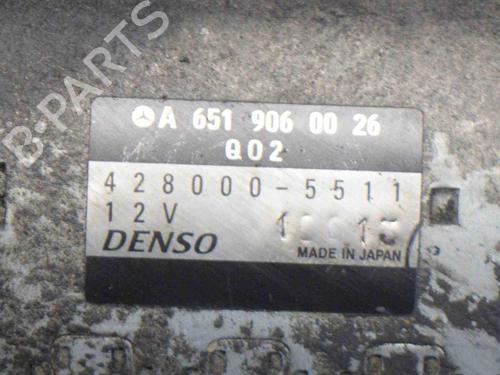 B-PARTS
A 651 906 00 26
Q02
428000-5511
12V
DENSO
MADE IN JAPAN